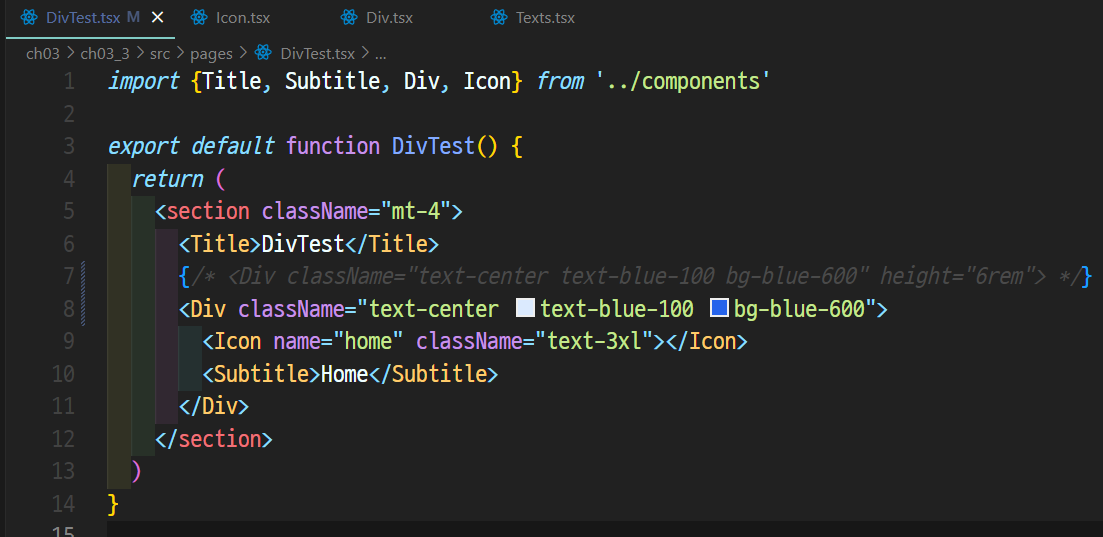 DivTest.tsx M × Icon.tsx Div.tsx Texts.tsx
ch03 > ch03_3 > src > pages > DivTest.tsx > ...
1 import {Title, Subtitle, Div, Icon} from '../components'
2
3 export default function DivTest() {
4 return (
5 <section className="mt-4">
6 <Title>DivTest</Title>
7 {/* <Div className="text-center text-blue-100 bg-blue-600" height="6rem"> */}
8 <Div className="text-center text-blue-100 bg-blue-600">
9 <Icon name="home" className="text-3xl"></Icon>
10 <Subtitle>Home</Subtitle>
11 </Div>
12 </section>
13 )
14 }
15